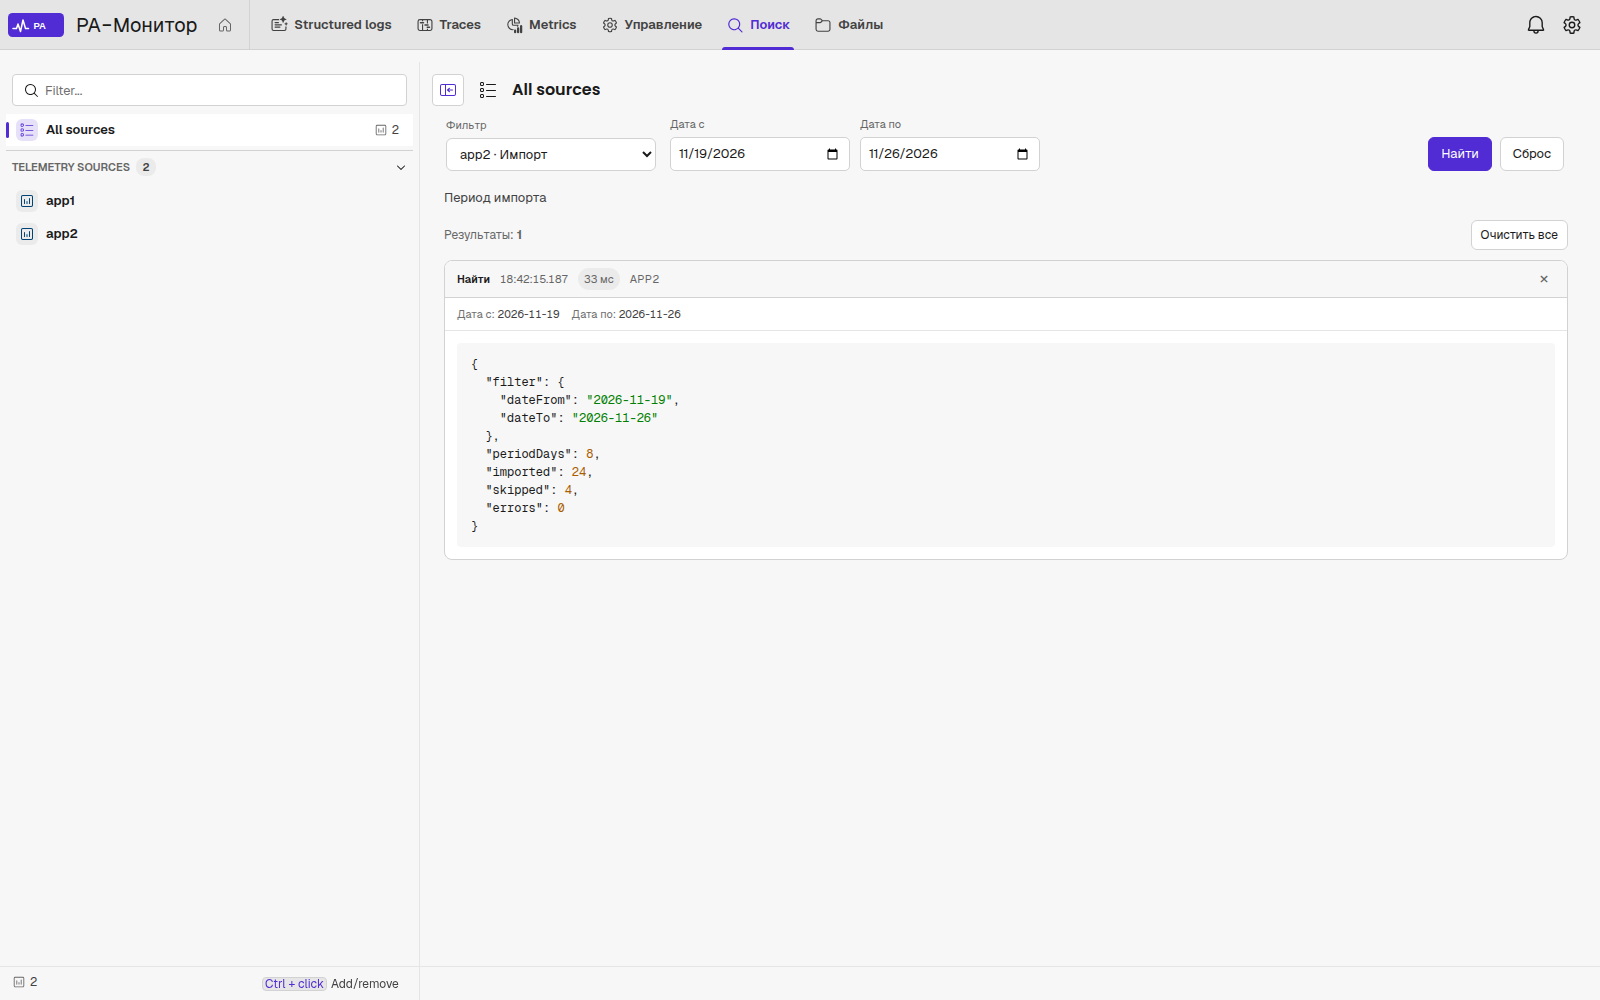 PA
PA-Монитор
Structured logs
Traces
Metrics
Управление
Поиск
Файлы
Filter...
All sources
2
TELEMETRY SOURCES 2
app1
app2
All sources
Фильтр
Дата с
Дата по
app2 · Импорт
11/19/2026
11/26/2026
Найти
Сброс
Период импорта
Результаты: 1
Очистить все
Найти 18:42:15.187 33 мс APP2
×
Дата с: 2026-11-19 Дата по: 2026-11-26
{
"filter": {
"dateFrom": "2026-11-19",
"dateTo": "2026-11-26"
},
"periodDays": 8,
"imported": 24,
"skipped": 4,
"errors": 0
}
2
Ctrl + click Add/remove